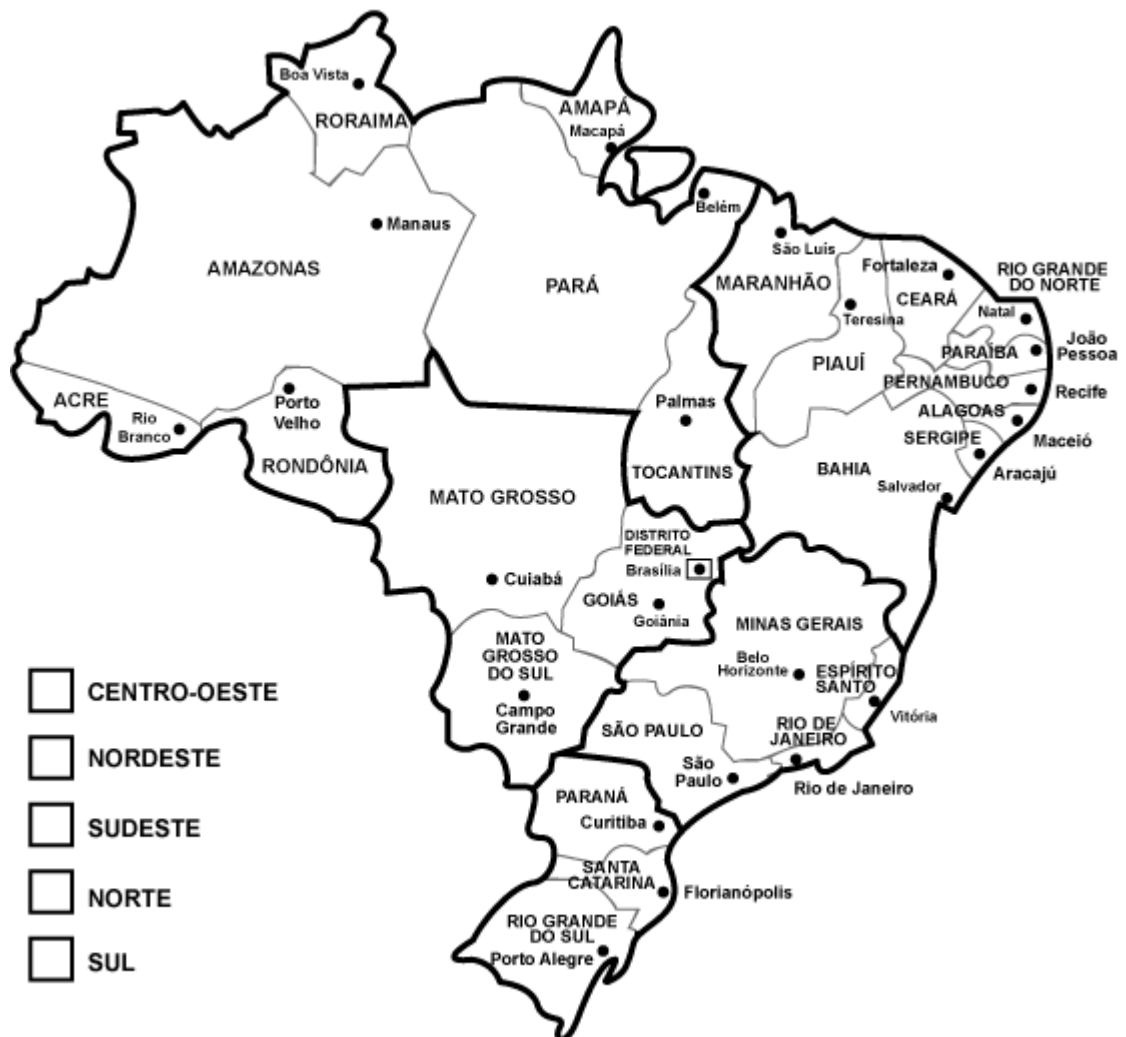 Boa Vista
RORAIMA
AMAPÁ
Macapá
Belém
Manaus
AMAZONAS
PARÁ
São Luis
MARANHÃO
Fortaleza
CEARÁ
RIO GRANDE
DO NORTE
Natal
Teresina
PIAUÍ
PARAÍBA
João
Pessoa
PERNAMBUCO
Recife
ALAGOAS
Maceió
SERGIPE
Aracajú
ACRE
Rio
Branco
Porto
Velho
RONDÔNIA
Palmas
TOCANTINS
BAHIA
Salvador
MATO GROSSO
Cuiabá
DISTRITO
FEDERAL
Brasília
GOIÁS
Goiânia
MINAS GERAIS
Belo
Horizonte
ESPÍRITO
SANTO
Vitória
MATO
GROSSO
DO SUL
Campo
Grande
SÃO PAULO
São
Paulo
RIO DE
JANEIRO
Rio de Janeiro
PARANÁ
Curitiba
SANTA
CATARINA
Florianópolis
RIO GRANDE
DO SUL
Porto Alegre
CENTRO-OESTE
NORDESTE
SUDESTE
NORTE
SUL